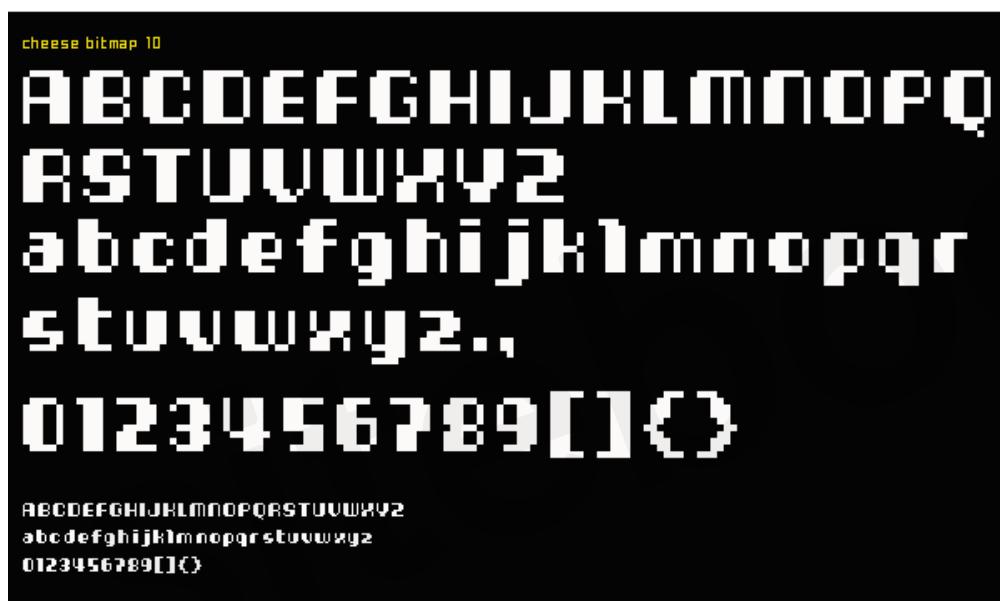 cheese bitmap 10
ABCDEFGHIJKLMNOPQ
RSTUVWXYZ
abcdefghijklmnopqr
stuvwxyz.,
0123456789[]{}
ABCDEFGHIJKLMNOPQRSTUVWXYZ
abcdefghijklmnopqrstuvwxyz
0123456789[]{}